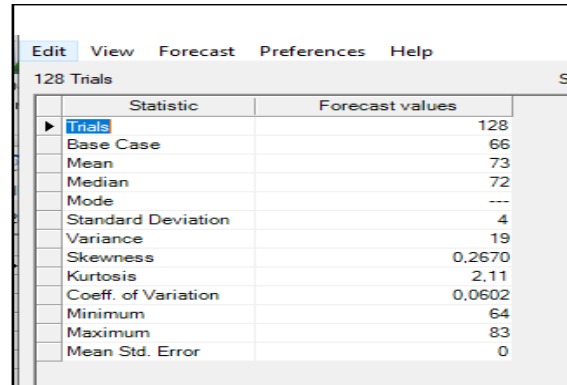 Edit View Forecast Preferences Help
128 Trials S
Statistic Forecast values
Trials 128
Base Case 66
Mean 73
Median 72
Mode ---
Standard Deviation 4
Variance 19
Skewness 0,2670
Kurtosis 2,11
Coeff. of Variation 0,0602
Minimum 64
Maximum 83
Mean Std. Error 0